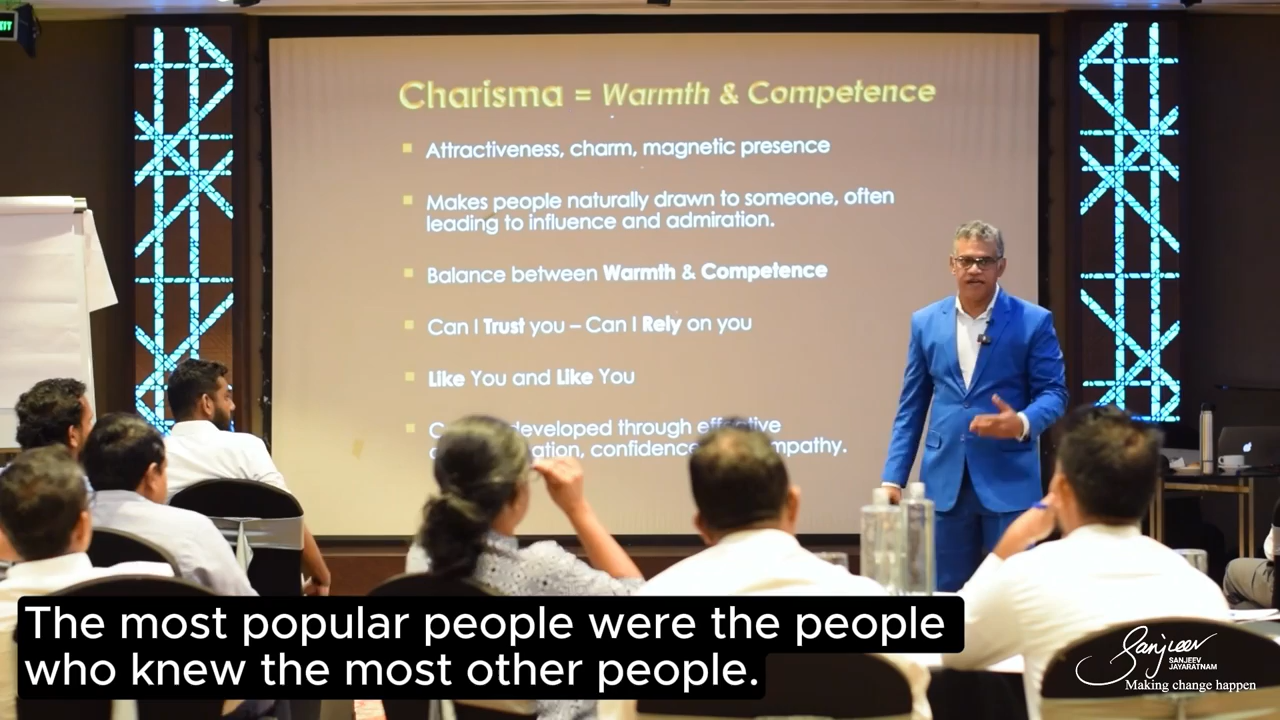 EXIT
Charisma = Warmth & Competence
Attractiveness, charm, magnetic presence
Makes people naturally drawn to someone, often
leading to influence and admiration.
Balance between Warmth & Competence
Can I Trust you – Can I Rely on you
Like You and Like You
developed through
confidence
The most popular people were the people
who knew the most other people.
Sanjeev
SANJEEV
JAYARATNAM
Making change happen